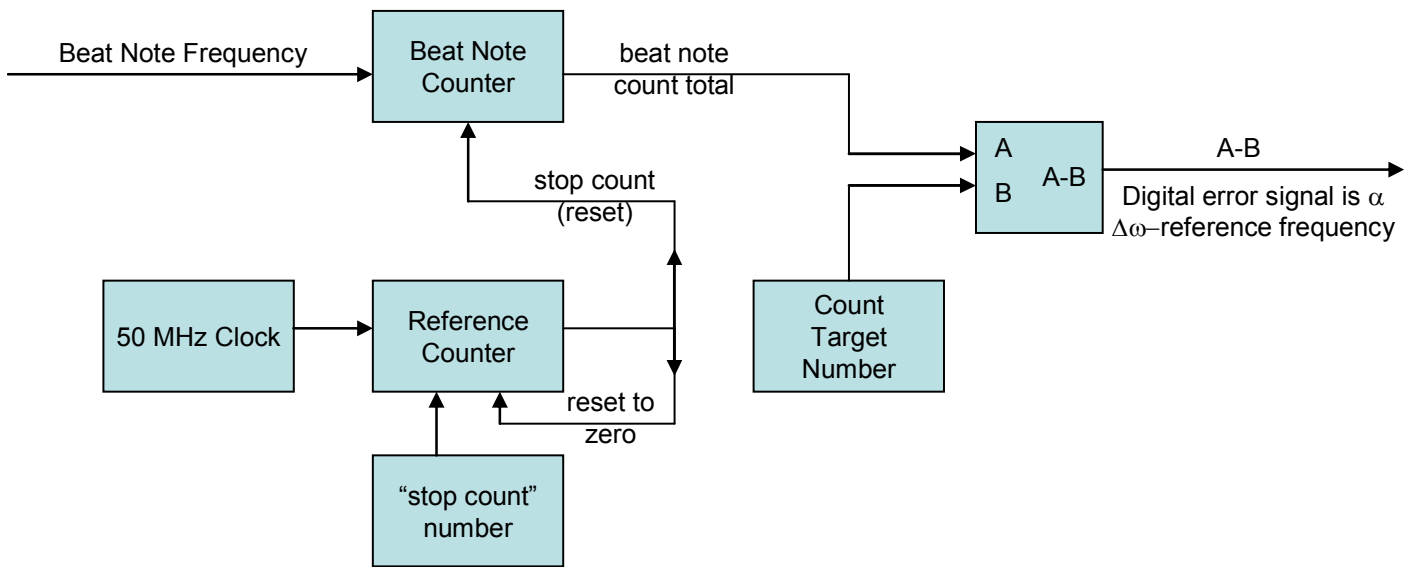 Beat Note Frequency
Beat Note
Counter
beat note
count total
A
B
A-B
A-B
Digital error signal is α
Δω–reference frequency
stop count
(reset)
50 MHz Clock
Reference
Counter
Count
Target
Number
reset to
zero
“stop count”
number